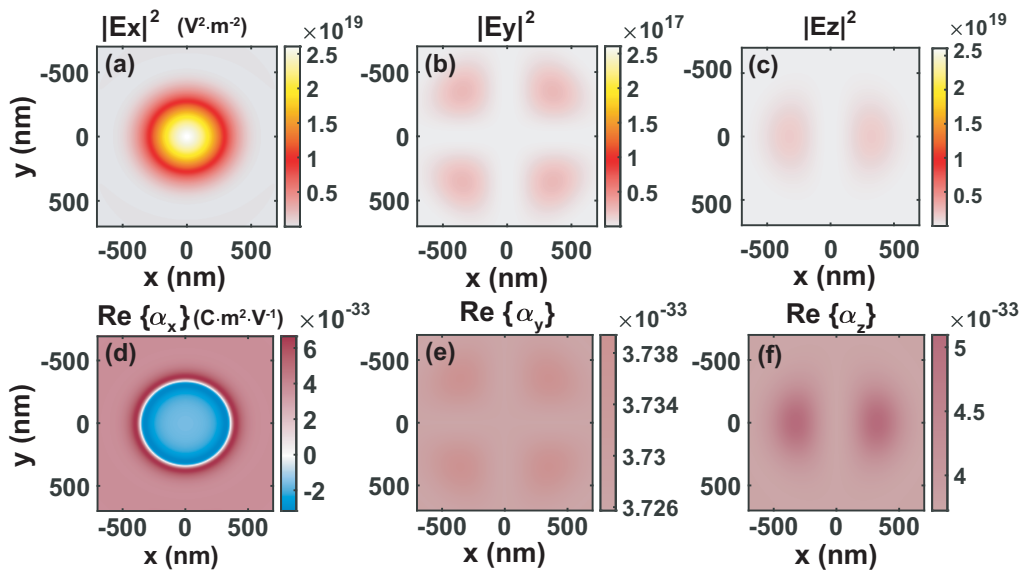 |Ex|² (V²·m⁻²) ×10¹⁹ |Ey|² ×10¹⁷ |Ez|² ×10¹⁹
(a) (b) (c)
y (nm)
-500 0 500
-500 0 500
x (nm)
2.5 2 1.5 1 0.5
-500 0 500
-500 0 500
x (nm)
2.5 2 1.5 1 0.5
-500 0 500
-500 0 500
x (nm)
2.5 2 1.5 1 0.5
Re {αₓ} (C·m²·V⁻¹) ×10⁻³³ Re {α_y} ×10⁻³³ Re {α_z} ×10⁻³³
(d) (e) (f)
y (nm)
-500 0 500
-500 0 500
x (nm)
6 4 2 0 -2
-500 0 500
-500 0 500
x (nm)
3.738 3.734 3.73 3.726
-500 0 500
-500 0 500
x (nm)
5 4.5 4